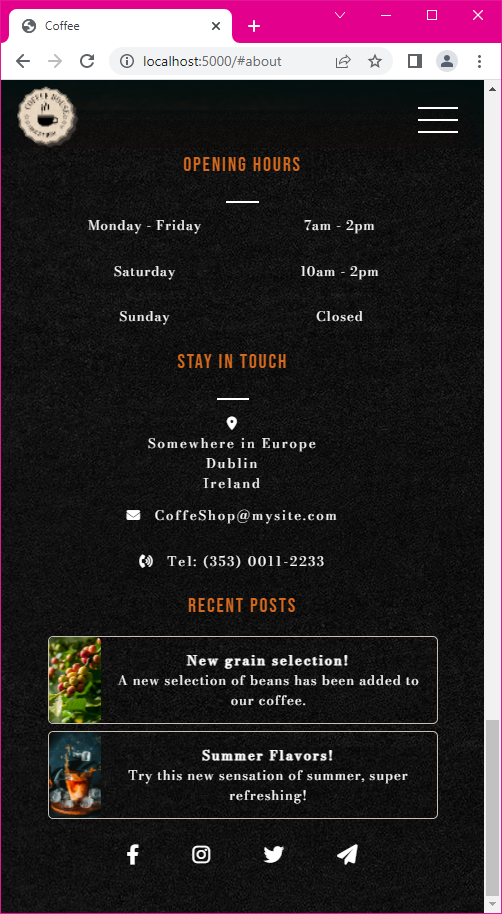 Coffee
localhost:5000/#about
COFFEE HOUSE
OPENING HOURS
Monday - Friday 7am - 2pm
Saturday 10am - 2pm
Sunday Closed
STAY IN TOUCH
Somewhere in Europe
Dublin
Ireland
CoffeShop@mysite.com
Tel: (353) 0011-2233
RECENT POSTS
New grain selection!
A new selection of beans has been added to
our coffee.
Summer Flavors!
Try this new sensation of summer, super
refreshing!